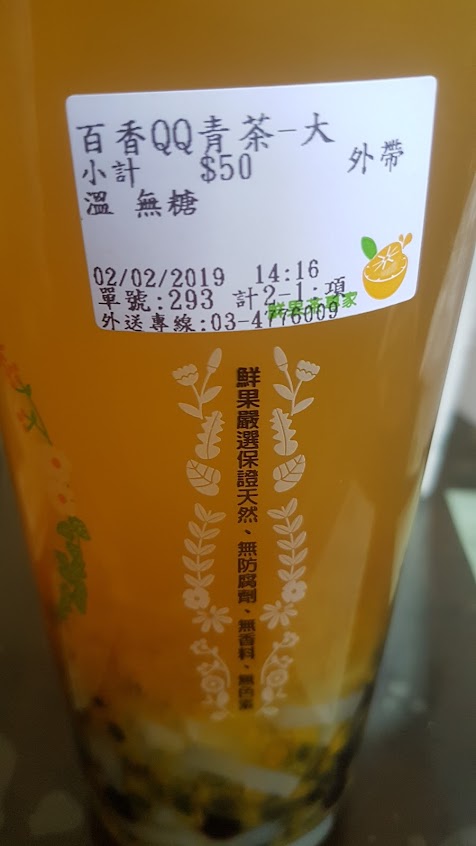 百香QQ青茶-大
小計 $50 外帶
溫 無糖
02/02/2019 14:16
單號:293 計2-1:項
外送專線:03-4776009
鮮果嚴選保證天然、無防腐劑、無香料、無色素